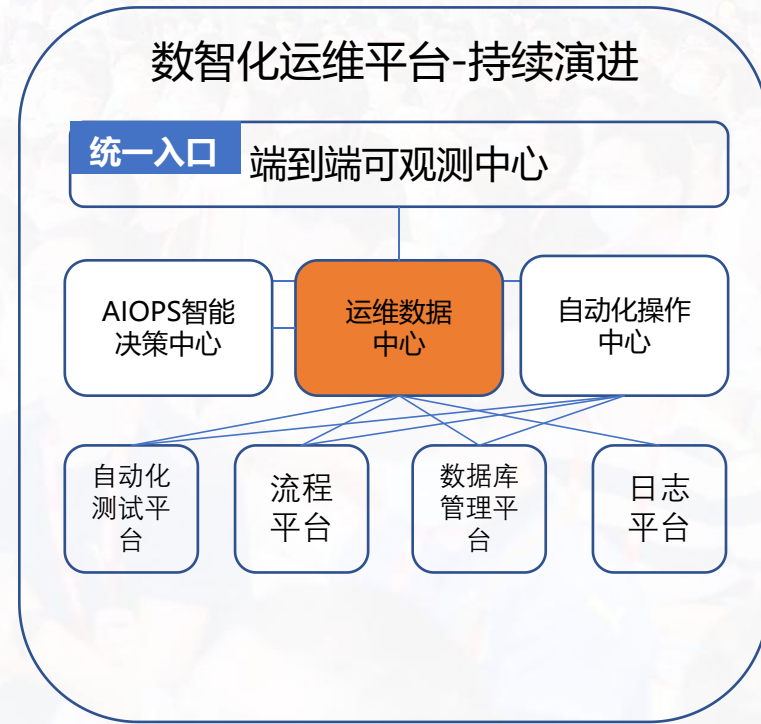 数智化运维平台-持续演进
统一入口
端到端可观测中心
AIOPS智能
决策中心
运维数据
中心
自动化操作
中心
自动化
测试平
台
流程
平台
数据库
管理平
台
日志
平台